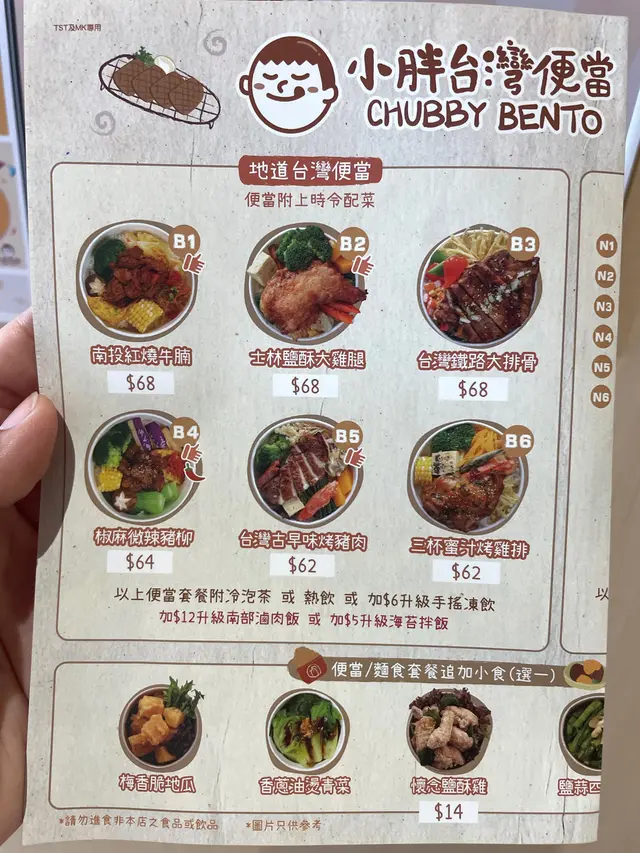 TST及MK專用
小胖台灣便當
CHUBBY BENTO
地道台灣便當
便當附上時令配菜
B1
B2
B3
南投紅燒牛腩
士林鹽酥大雞腿
台灣鐵路大排骨
$68
$68
$68
B4
B5
B6
椒麻微辣豬柳
台灣古早味烤豬肉
三杯蜜汁烤雞排
$64
$62
$62
以上便當套餐附冷泡茶 或 熱飲 或 加$6升級手搖凍飲
加$12升級南部滷肉飯 或 加$5升級海苔拌飯
N1
N2
N3
N4
N5
N6
以
便當/麵食套餐追加小食(選一)
梅香脆地瓜
香蔥油燙青菜
懷念鹽酥雞
鹽蒜四
$14
*請勿進食非本店之食品或飲品
*圖片只供參考